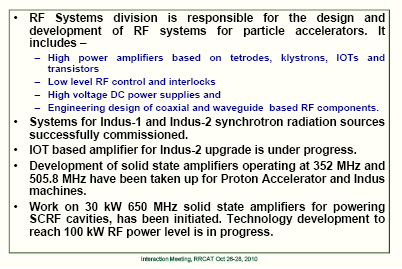 • RF Systems division is responsible for the design and
development of RF systems for particle accelerators. It
includes –
– High power amplifiers based on tetrodes, klystrons, IOTs and
transistors
– Low level RF control and interlocks
– High voltage DC power supplies and
– Engineering design of coaxial and waveguide based RF components.
• Systems for Indus-1 and Indus-2 synchrotron radiation sources
successfully commissioned.
• IOT based amplifier for Indus-2 upgrade is under progress.
• Development of solid state amplifiers operating at 352 MHz and
505.8 MHz have been taken up for Proton Accelerator and Indus
machines.
• Work on 30 kW 650 MHz solid state amplifiers for powering
SCRF cavities, has been initiated. Technology development to
reach 100 kW RF power level is in progress.
Interaction Meeting, RRCAT Oct 26-28, 2010